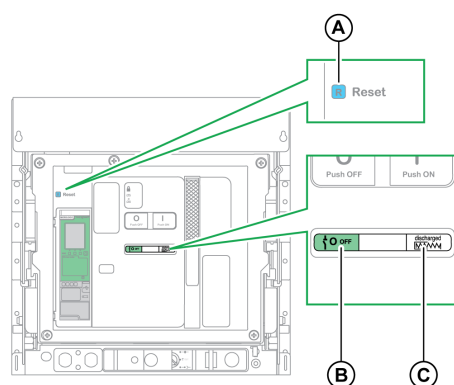 A
R Reset
Reset
O I
Push OFF Push ON
O OFF
discharged
B C